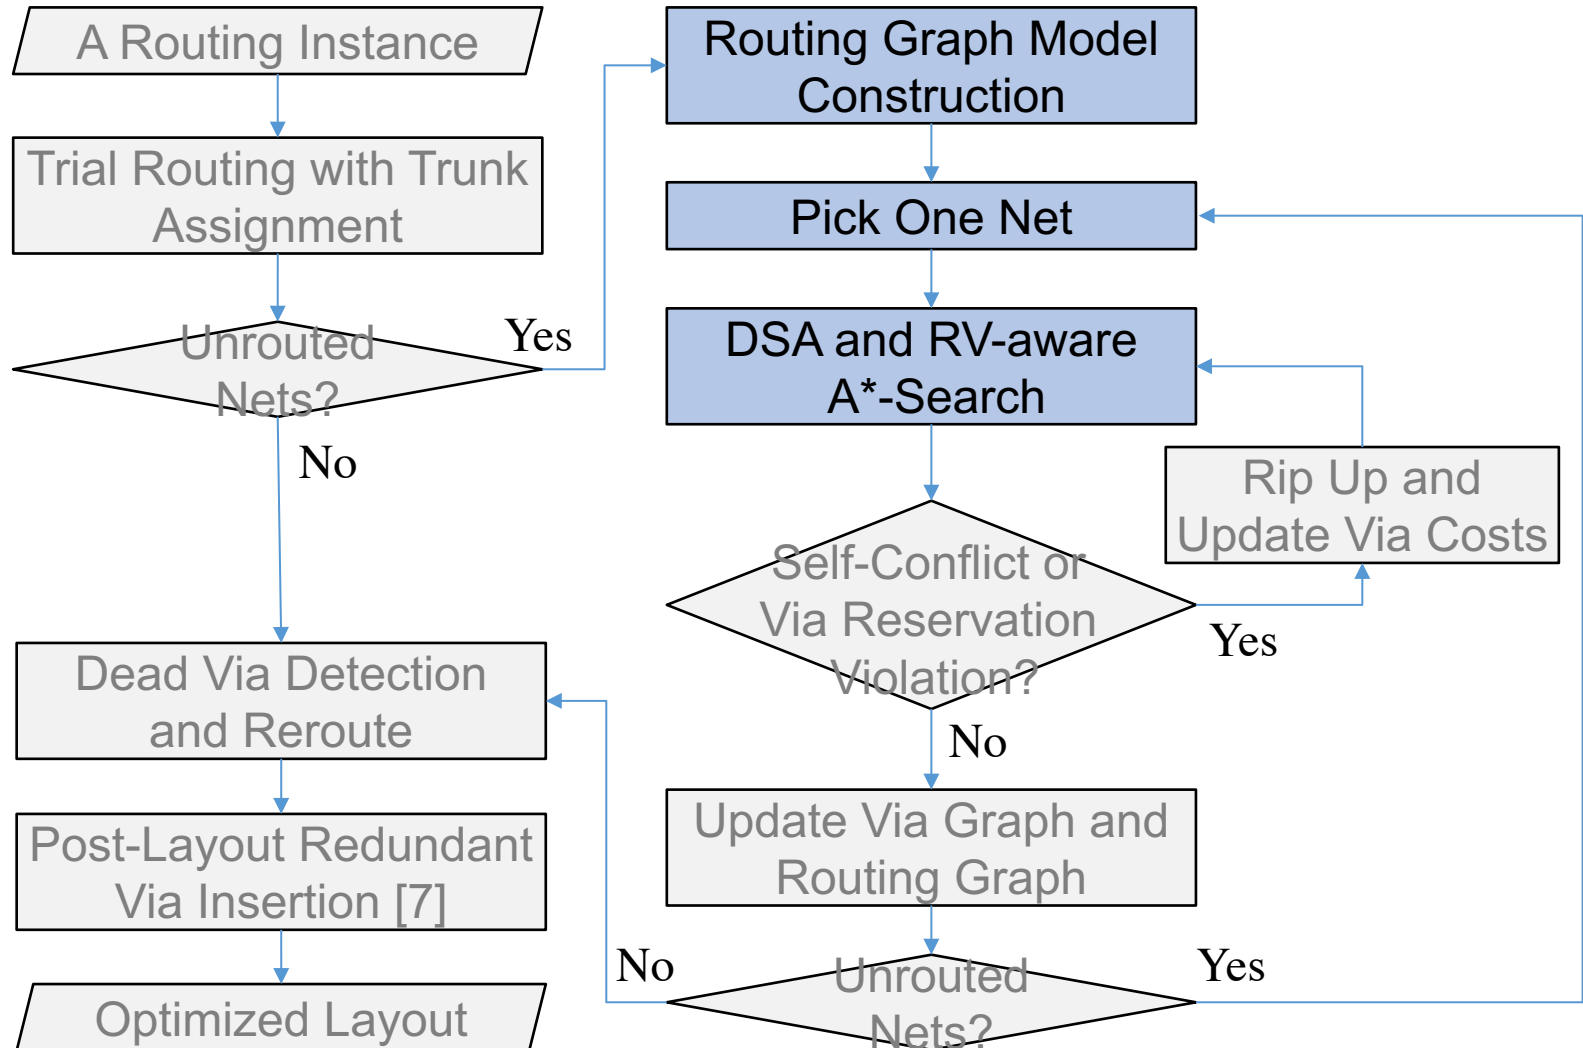 A Routing Instance
Trial Routing with Trunk
Assignment
Unrouted
Nets?
Yes
No
Dead Via Detection
and Reroute
Post-Layout Redundant
Via Insertion [7]
Optimized Layout
Routing Graph Model
Construction
Pick One Net
DSA and RV-aware
A*-Search
Rip Up and
Update Via Costs
Self-Conflict or
Via Reservation
Violation?
Yes
No
Update Via Graph and
Routing Graph
Unrouted
Nets?
No
Yes